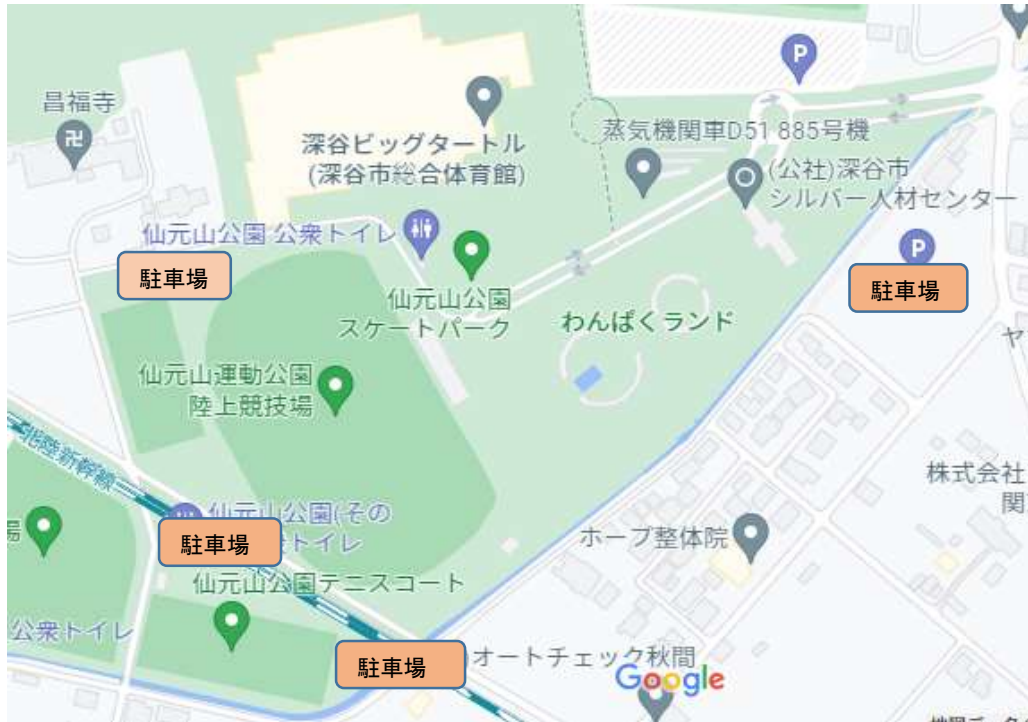 P
昌福寺
卍
深谷ビッグタートル
(深谷市総合体育館)
蒸気機関車D51 885号機
(公社)深谷市
シルバー人材センター
仙元山公園 公衆トイレ
P
駐車場
駐車場
仙元山公園
スケートパーク
わんぱくランド
ヤ
仙元山運動公園
陸上競技場
北陸新幹線
株式会社
関
場
仙元山公園(その
駐車場
衆トイレ
ホープ整体院
仙元山公園テニスコート
公衆トイレ
駐車場
オートチェック秋間
Google